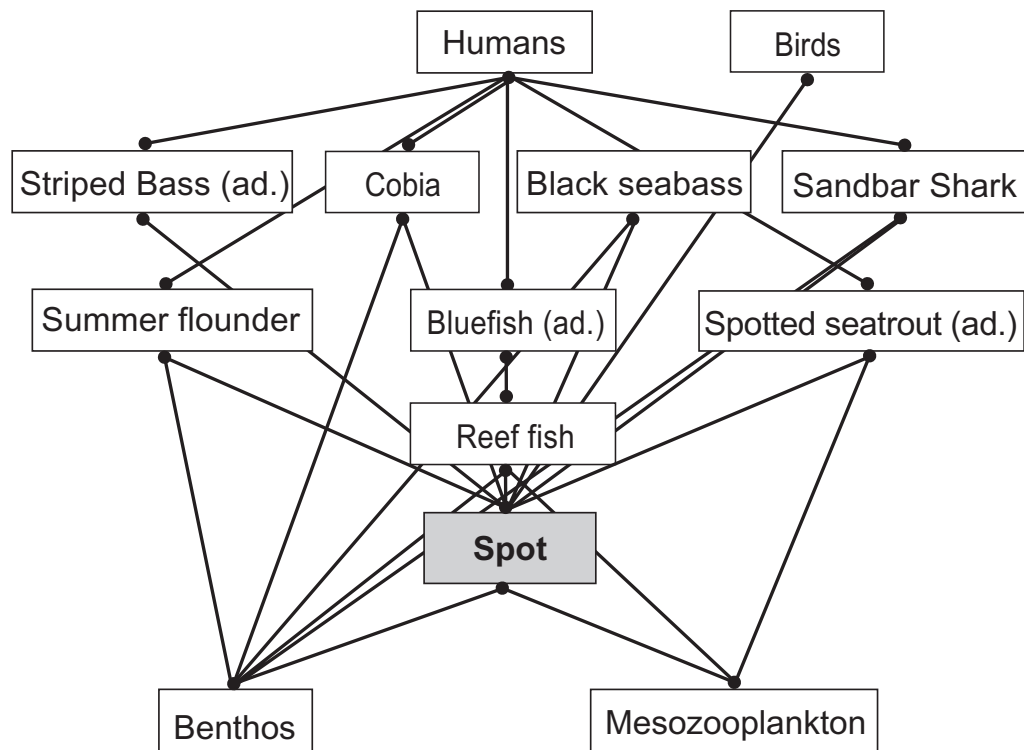 Humans
Birds
Striped Bass (ad.)
Cobia
Black seabass
Sandbar Shark
Summer flounder
Bluefish (ad.)
Spotted seatrout (ad.)
Reef fish
Spot
Benthos
Mesozooplankton